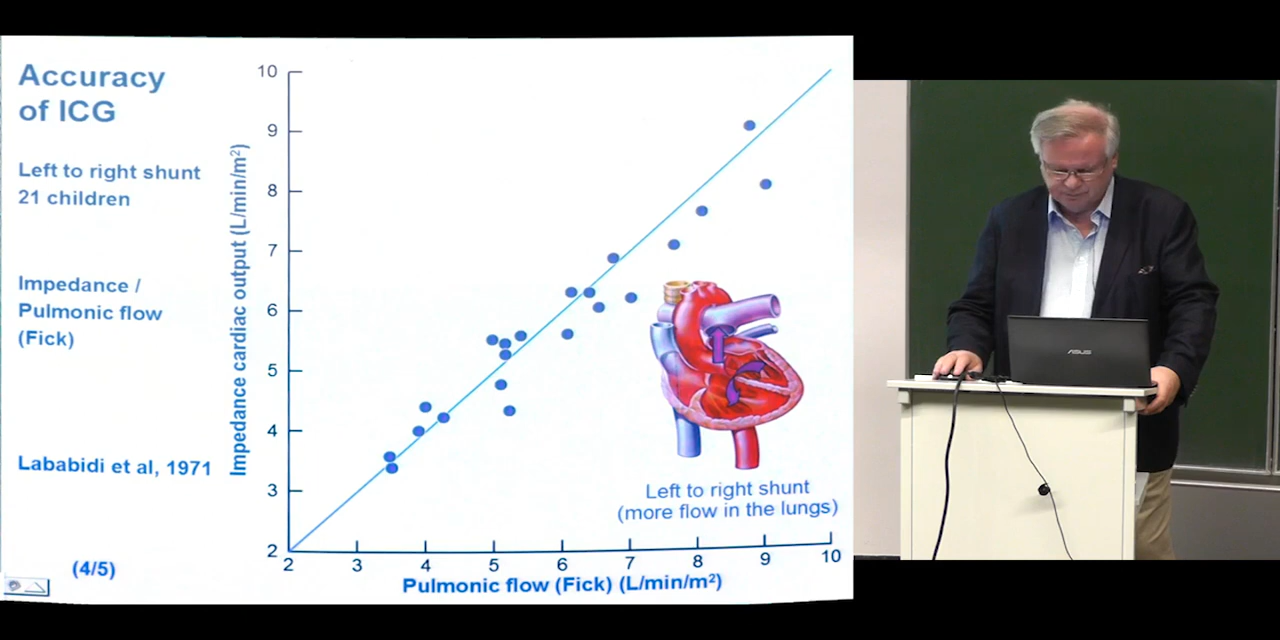 Accuracy
of ICG
Left to right shunt
21 children
Impedance /
Pulmonic flow
(Fick)
Lababidi et al, 1971
(4/5)
Impedance cardiac output (L/min/m²)
10
9
8
7
6
5
4
3
2
2 3 4 5 6 7 8 9 10
Pulmonic flow (Fick) (L/min/m²)
Left to right shunt
(more flow in the lungs)
ASUS